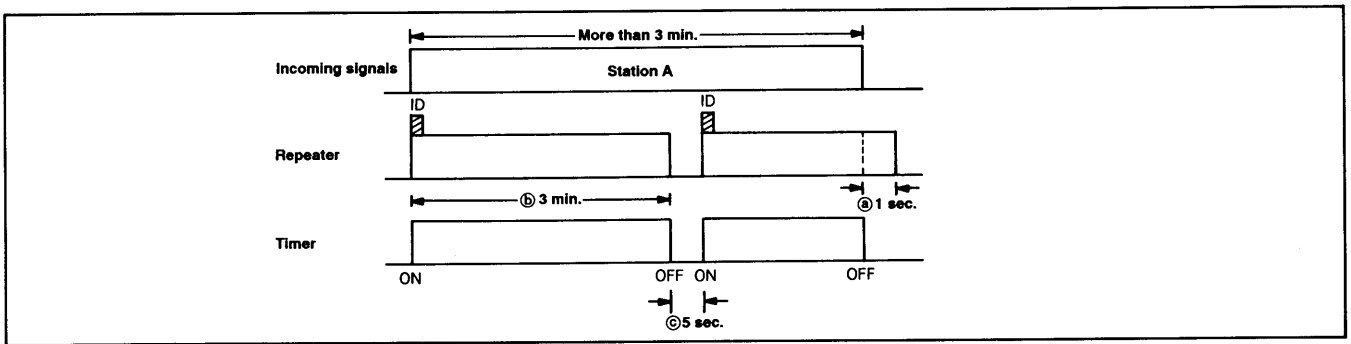 More than 3 min.
Incoming signals
Station A
ID ID
Repeater
ⓑ 3 min.
ⓐ 1 sec.
Timer
ON OFF ON OFF
ⓒ 5 sec.